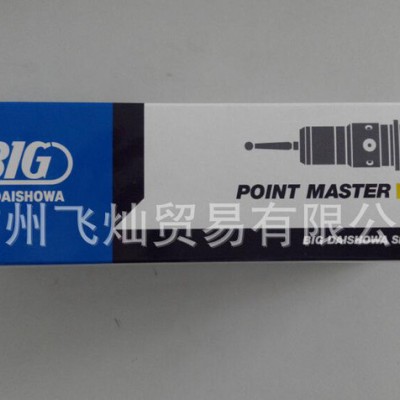 BIG
DAISHOWA
POINT MASTER
州飞灿贸易有限公
BIG DAISHOWA S